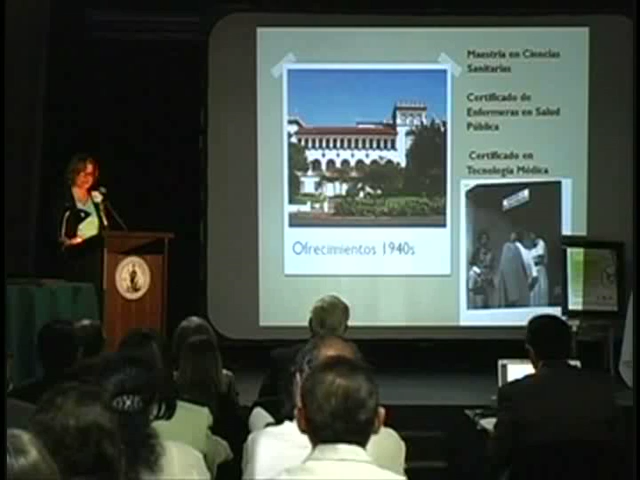 Maestría en Ciencias
Sanitarias
Certificado de
Enfermeras en Salud
Pública
Certificado en
Tecnología Médica
Ofrecimientos 1940s